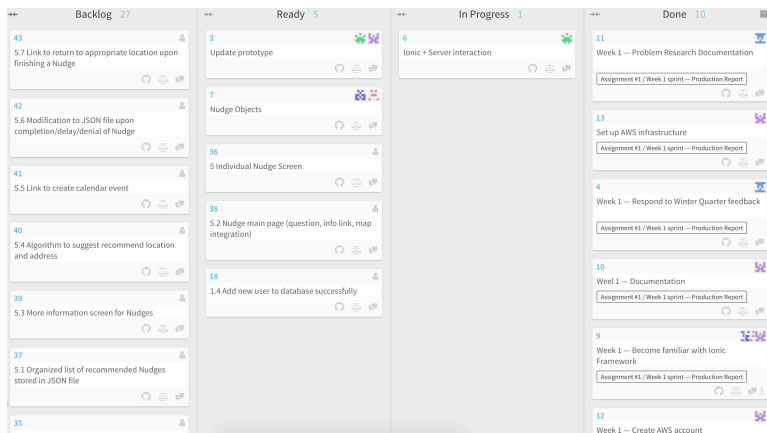 Backlog 27
43
5.7 Link to return to appropriate location upon
finishing a Nudge
42
5.6 Modification to JSON file upon
completion/delay/denial of Nudge
41
5.5 Link to create calendar event
40
5.4 Algorithm to suggest recommend location
and address
39
5.3 More information screen for Nudges
37
5.1 Organized list of recommended Nudges
stored in JSON file
35
Ready 5
3
Update prototype
7
Nudge Objects
36
5 Individual Nudge Screen
38
5.2 Nudge main page (question, info link, map
integration)
18
1.4 Add new user to database successfully
In Progress 1
6
Ionic + Server interaction
Done 10
11
Week 1 — Problem Research Documentation
Assignment #1 / Week 1 sprint — Production Report
13
Set up AWS infrastructure
Assignment #1 / Week 1 sprint — Production Report
4
Week 1 — Respond to Winter Quarter feedback
Assignment #1 / Week 1 sprint — Production Report
10
Weel 1 — Documentation
Assignment #1 / Week 1 sprint — Production Report
9
Week 1 — Become familiar with Ionic
Framework
Assignment #1 / Week 1 sprint — Production Report
3
12
Week 1 — Create AWS account